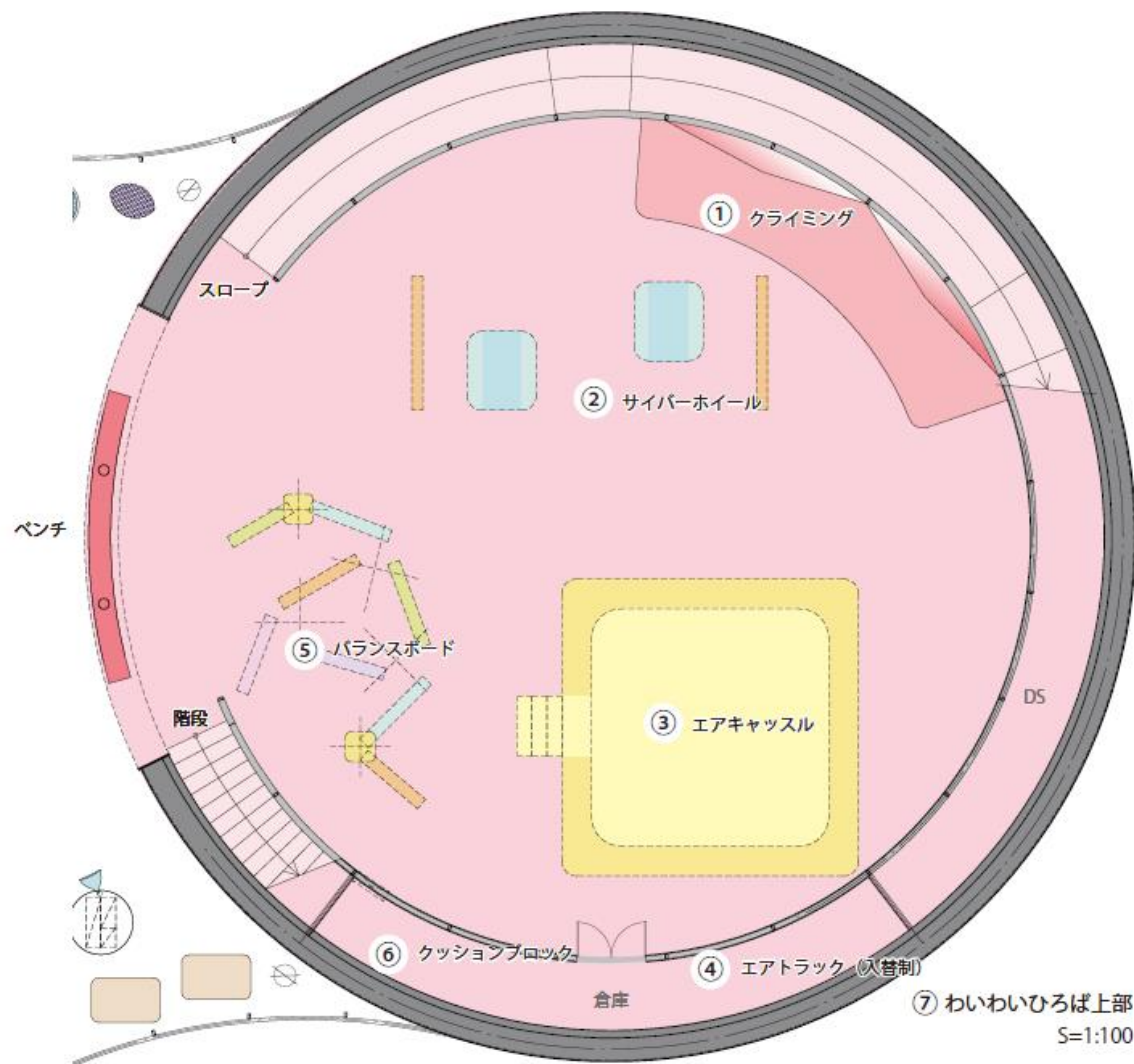 ① クライミング
スロープ
② サイバーホイール
ベンチ
⑤ バランスボード
階段
③ エアキャッスル
DS
⑥ クッションブロック
④ エアトラック（入替制）
倉庫
⑦ わいわいひろば上部
S=1:100